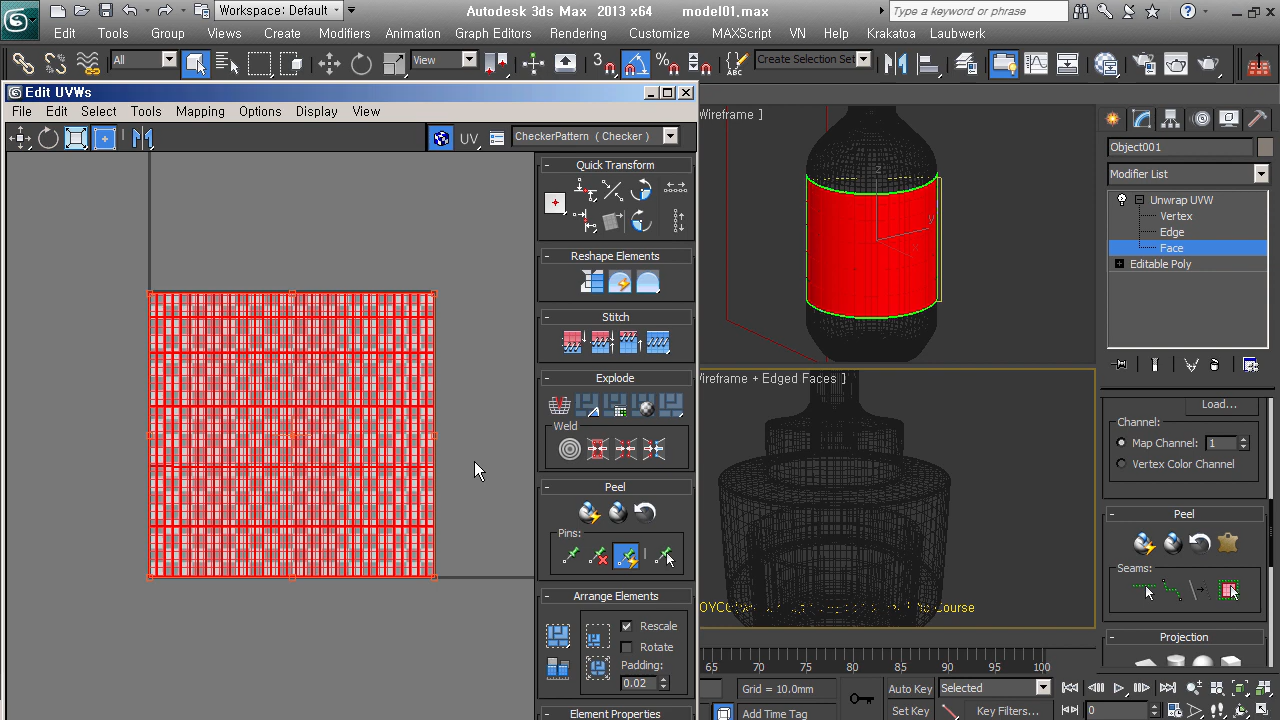 Workspace: Default
Autodesk 3ds Max 2013 x64 model01.max
Type a keyword or phrase
Edit Tools Group Views Create Modifiers Animation Graph Editors Rendering Customize MAXScript VN Help Krakatoa Laubwerk
All
View
3
Create Selection Set
Edit UVWs
File Edit Select Tools Mapping Options Display View
UV
CheckerPattern ( Checker )
Quick Transform
Reshape Elements
Stitch
Explode
Weld
Peel
Pins:
Arrange Elements
Rescale
Rotate
Padding:
0.02
Element Properties
Wireframe ]
Wireframe + Edged Faces ]
z
y
x
Course
Object001
Modifier List
Unwrap UVW
Vertex
Edge
Face
Editable Poly
Load...
Channel:
Map Channel: 1
Vertex Color Channel
Peel
Seams:
Projection
65 70 75 80 85 90 95 100
Grid = 10.0mm
Add Time Tag
Auto Key
Selected
Set Key
Key Filters...
0